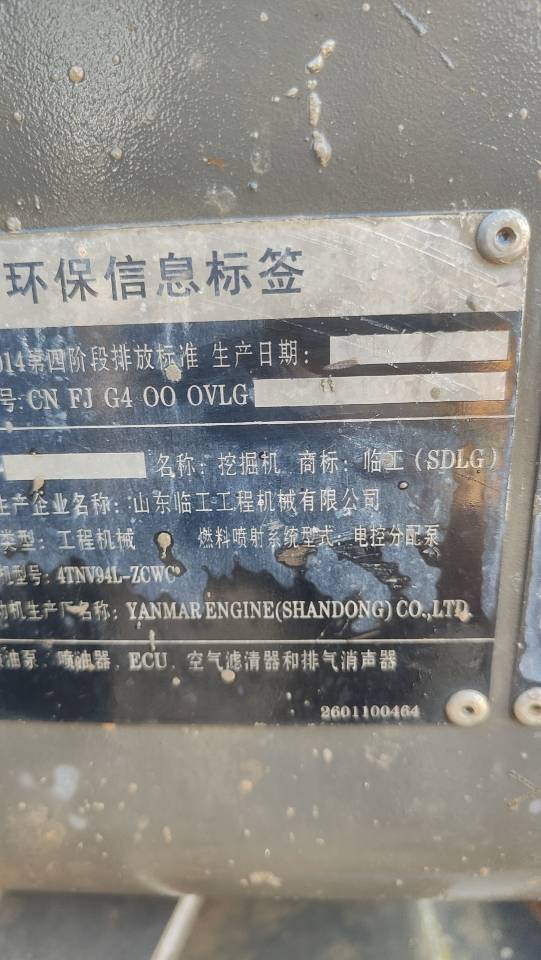 环保信息标签
014第四阶段排放标准 生产日期：
号:CN FJ G4 OO OVLG
名称：挖掘机 商标：临工(SDLG)
生产企业名称：山东临工工程机械有限公司
类型：工程机械 燃料喷射系统型式：电控分配泵
机型号：4TNV94L-ZCWC
动机生产厂名称：YANMAR ENGINE(SHANDONG) CO.,LTD
油泵、喷油器、ECU、空气滤清器和排气消声器
2601100464